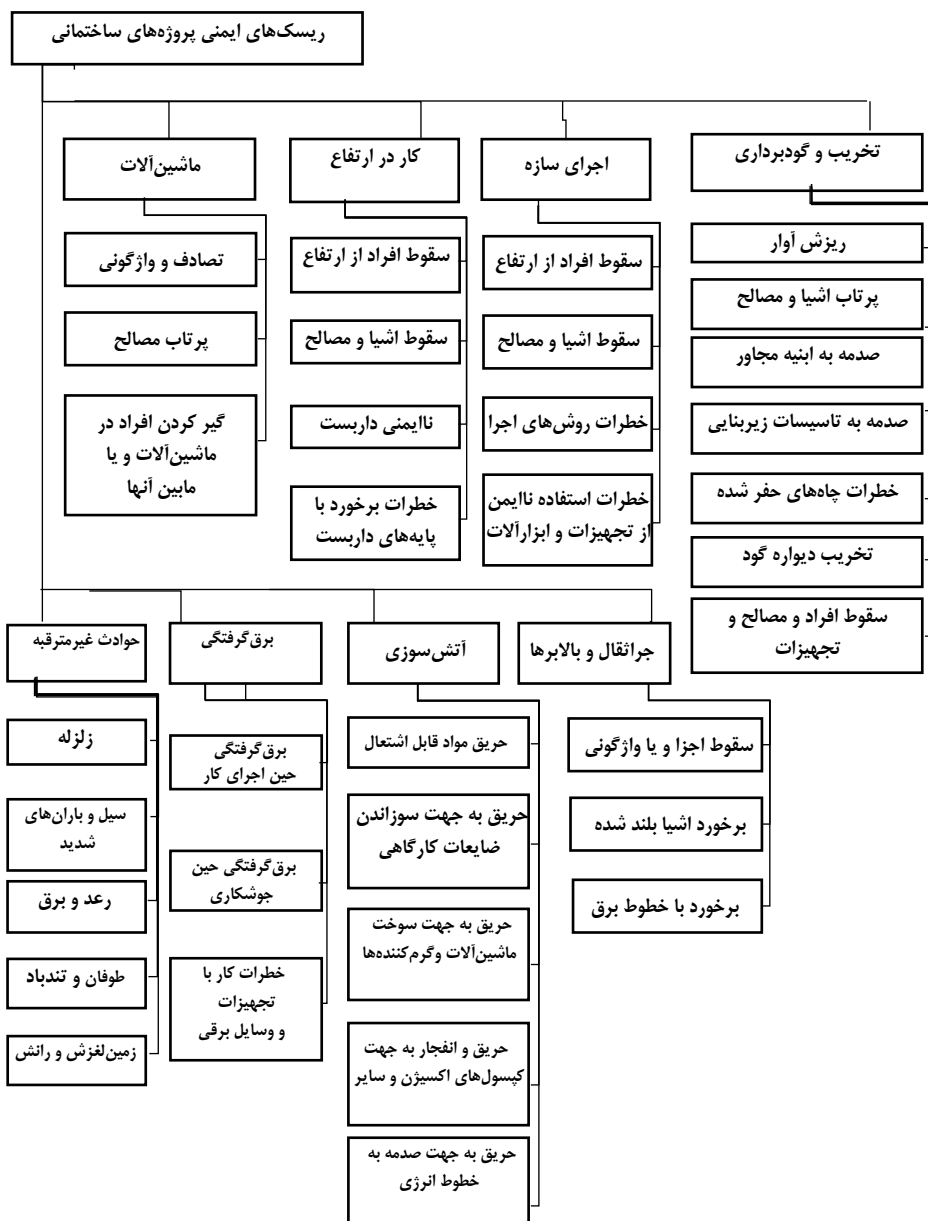 ریسک‌های ایمنی پروژه‌های ساختمانی
تخریب و گودبرداری
ریزش آوار
پرتاب اشیا و مصالح
صدمه به ابنیه مجاور
صدمه به تاسیسات زیربنایی
خطرات چاه‌های حفر شده
تخریب دیواره گود
سقوط افراد و مصالح و
تجهیزات
اجرای سازه
سقوط افراد از ارتفاع
سقوط اشیا و مصالح
خطرات روش‌های اجرا
خطرات استفاده ناایمن
از تجهیزات و ابزارآلات
کار در ارتفاع
سقوط افراد از ارتفاع
سقوط اشیا و مصالح
ناایمنی داربست
خطرات برخورد با
پایه‌های داربست
ماشین‌آلات
تصادف و واژگونی
پرتاب مصالح
گیر کردن افراد در
ماشین‌آلات و یا
مابین آنها
جراثقال و بالابرها
سقوط اجزا و یا واژگونی
برخورد اشیا بلند شده
برخورد با خطوط برق
آتش‌سوزی
حریق مواد قابل اشتعال
حریق به جهت سوزاندن
ضایعات کارگاهی
حریق به جهت سوخت
ماشین‌آلات وگرم‌کننده‌ها
حریق و انفجار به جهت
کپسول‌های اکسیژن و سایر
حریق به جهت صدمه به
خطوط انرژی
برق‌گرفتگی
برق‌گرفتگی
حین اجرای کار
برق‌گرفتگی حین
جوشکاری
خطرات کار با
تجهیزات
و وسایل برقی
حوادث غیرمترقبه
زلزله
سیل و باران‌های
شدید
رعد و برق
طوفان و تندباد
زمین‌لغزش و رانش